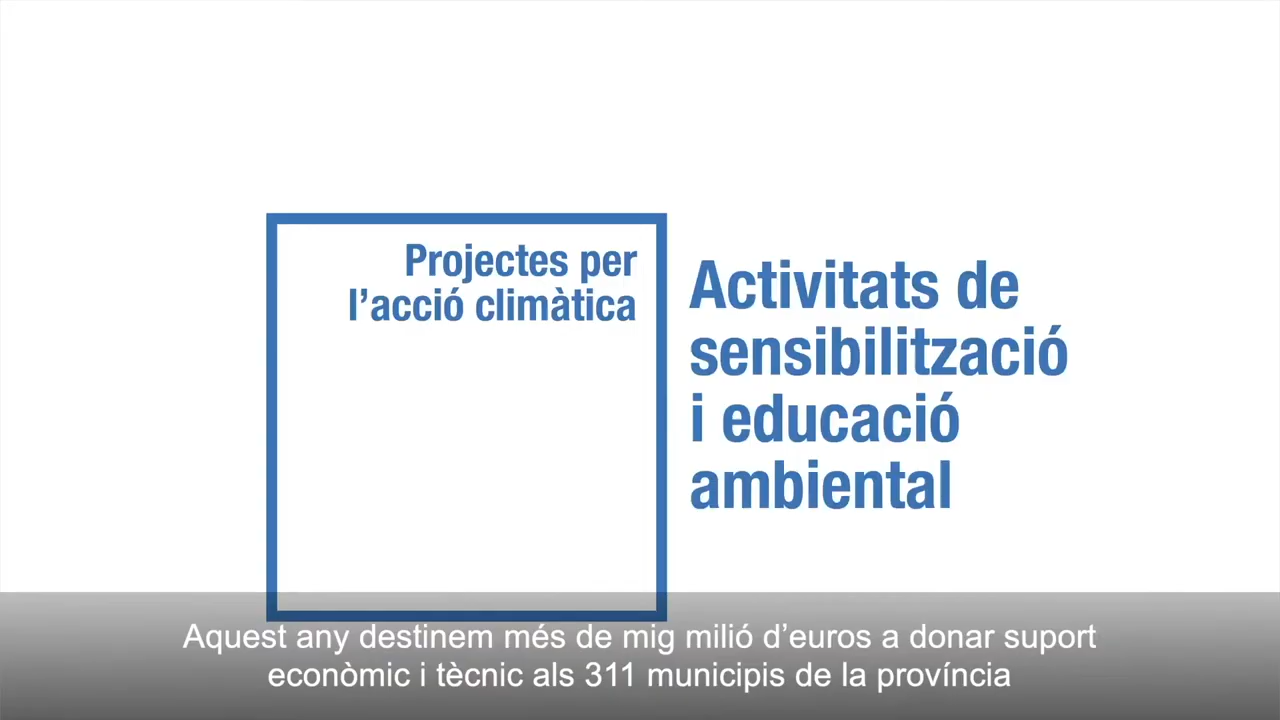 Projectes per
l’acció climàtica
Activitats de
sensibilització
i educació
ambiental
Aquest any destinem més de mig milió d’euros a donar suport
econòmic i tècnic als 311 municipis de la província